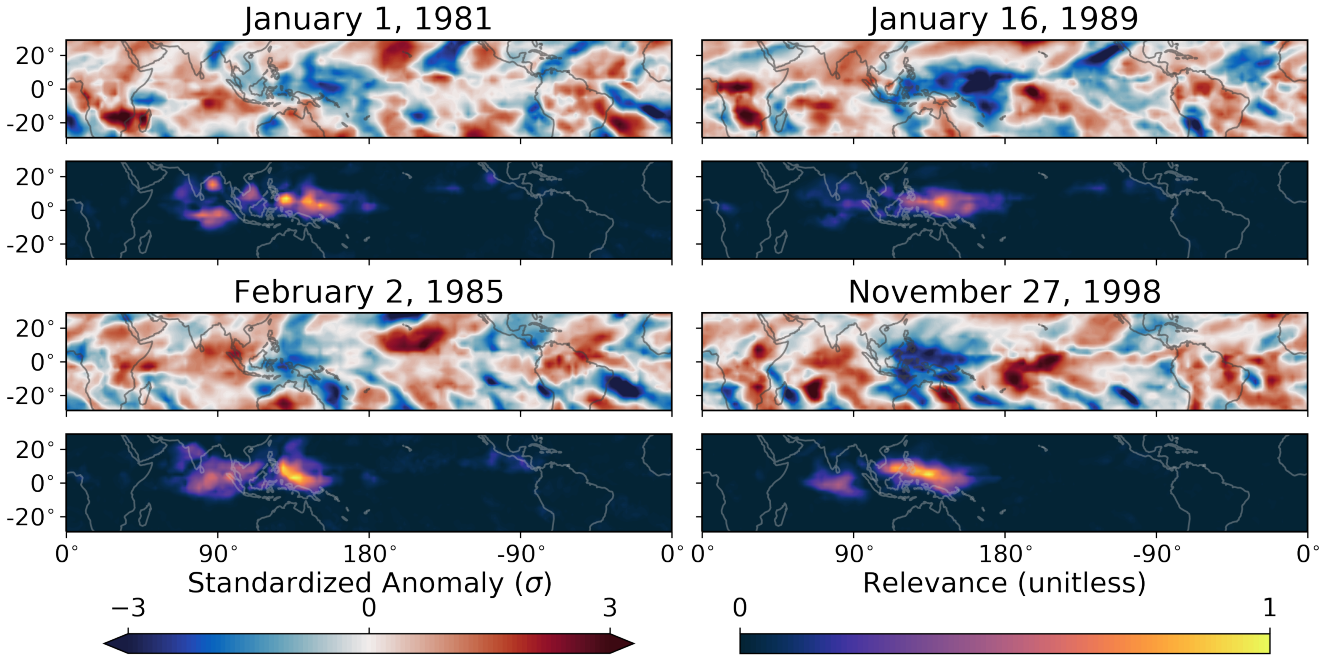 January 1, 1981
January 16, 1989
20°
0°
-20°
20°
0°
-20°
February 2, 1985
November 27, 1998
20°
0°
-20°
20°
0°
-20°
0° 90° 180° -90° 0° 0° 90° 180° -90° 0°
Standardized Anomaly (σ)
Relevance (unitless)
−3 0 3
0 1